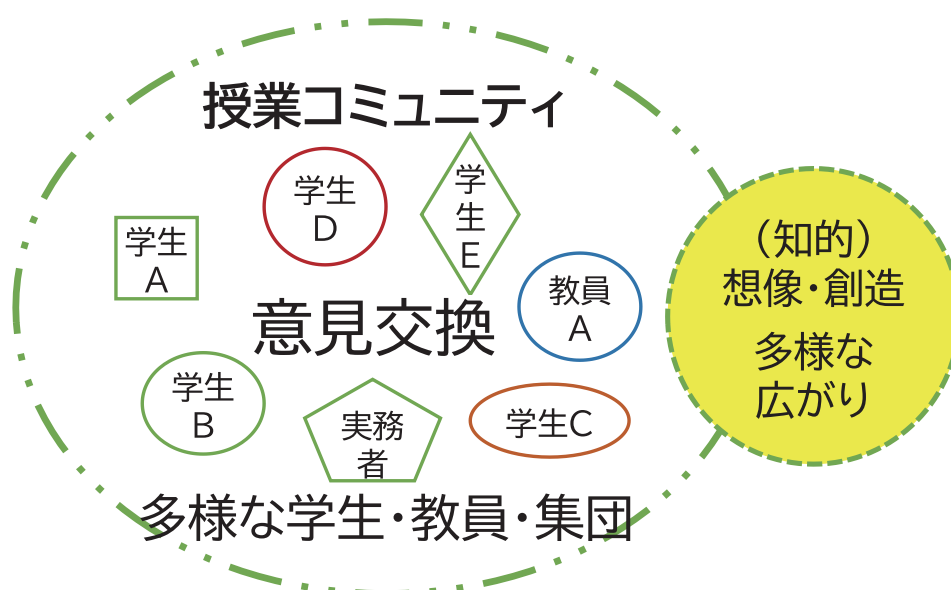 授業コミュニティ
学生
D
学
生
E
学生
A
教員
A
意見交換
学生
B
実務
者
学生C
多様な学生・教員・集団
（知的）
想像・創造
多様な
広がり